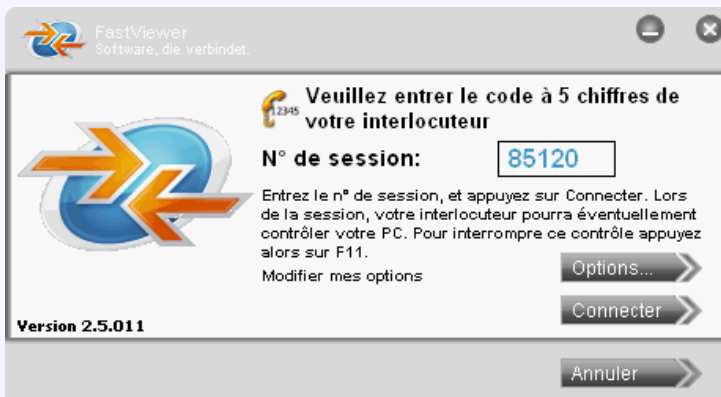 FastViewer
Software, die verbindet.
12345
Veuillez entrer le code à 5 chiffres de
votre interlocuteur
N° de session:
85120
Entrez le n° de session, et appuyez sur Connecter. Lors
de la session, votre interlocuteur pourra éventuellement
contrôler votre PC. Pour interrompre ce contrôle appuyez
alors sur F11.
Modifier mes options
Options...
Connecter
Version 2.5.011
Annuler